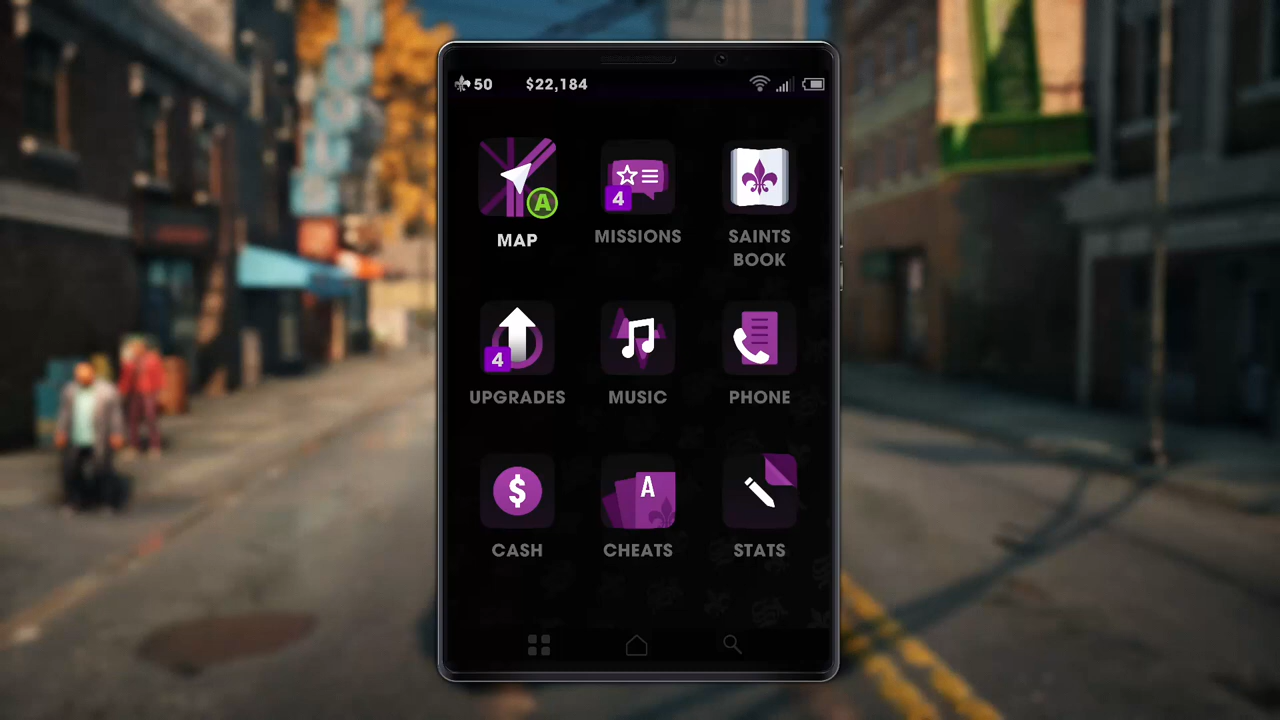 50 $22,184
A
MAP
4
MISSIONS
SAINTS
BOOK
4
UPGRADES
MUSIC
PHONE
$
CASH
A
CHEATS
STATS